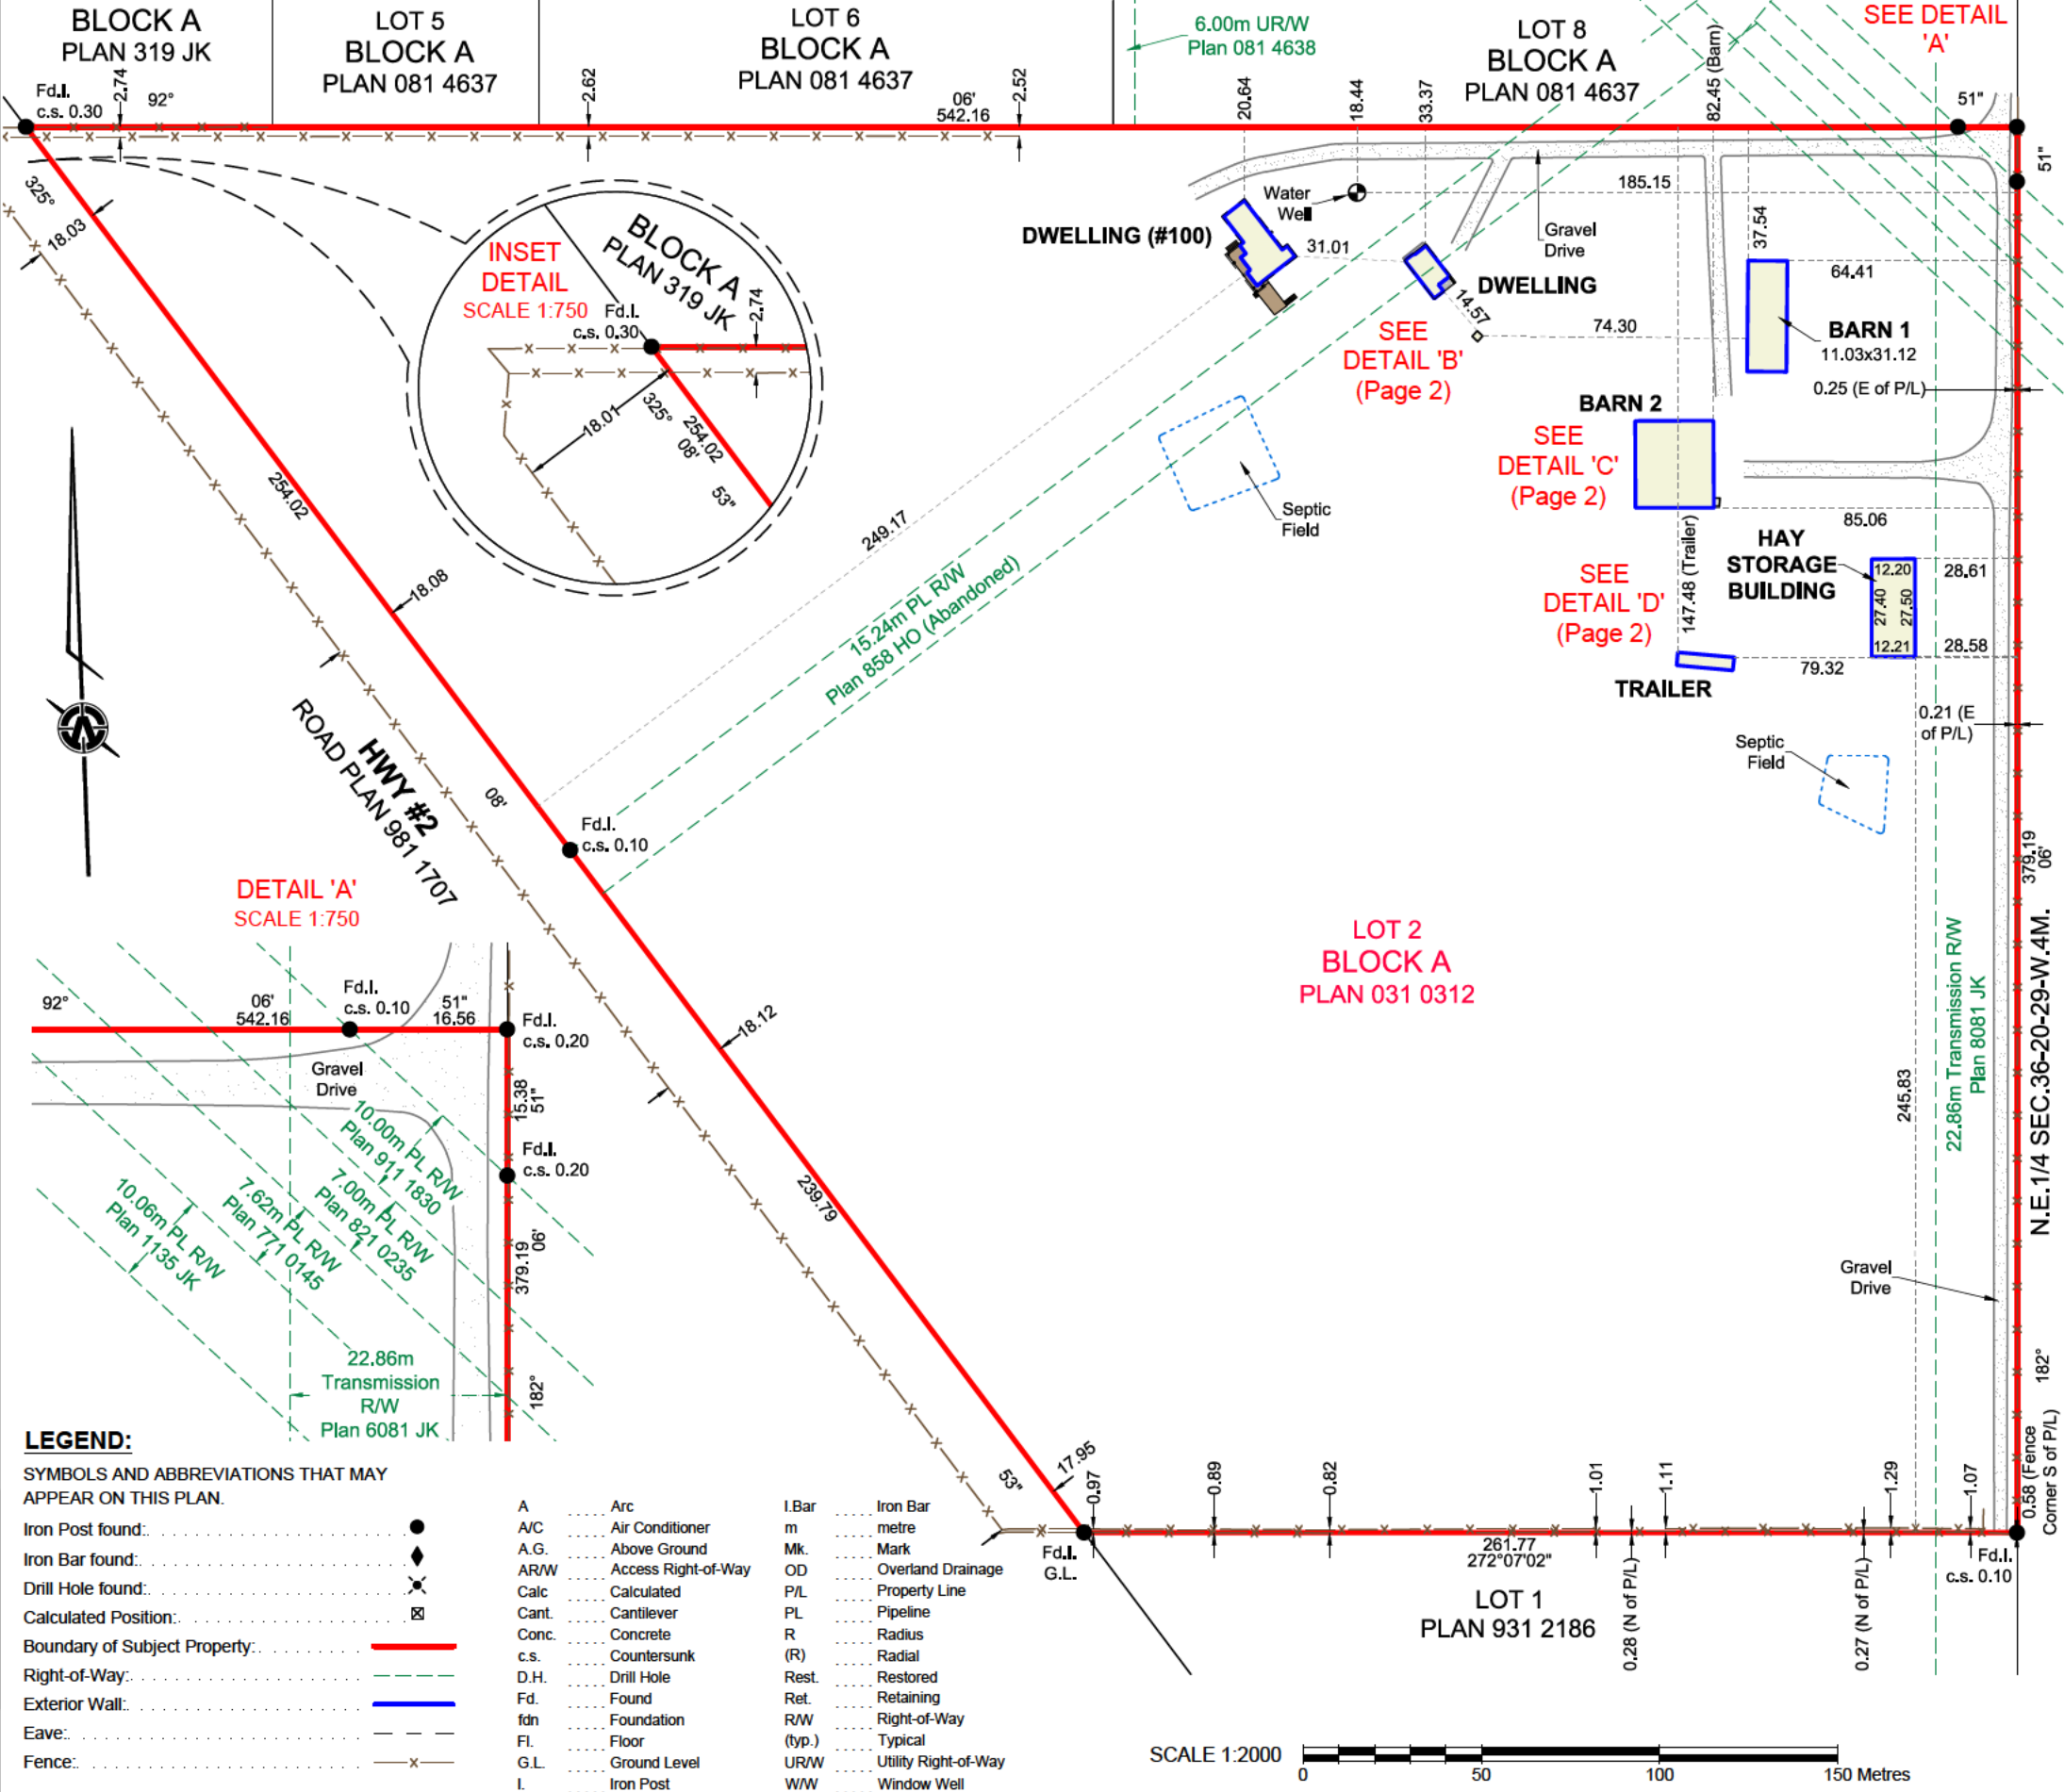 BLOCK A
PLAN 319 JK
LOT 5
BLOCK A
PLAN 081 4637
LOT 6
BLOCK A
PLAN 081 4637
6.00m UR/W
Plan 081 4638
LOT 8
BLOCK A
PLAN 081 4637
SEE DETAIL
'A'
Fd.I.
c.s. 0.30
2.74
92°
2.62
06'
542.16
2.52
20.64
18.44
33.37
82.45 (Barn)
51"
51"
325°
18.03
INSET
DETAIL
SCALE 1:750
BLOCK A
PLAN 319 JK
Fd.I.
c.s. 0.30
2.74
18.01
325°
254.02
08'
53"
DWELLING (#100)
Water
Well
185.15
31.01
Gravel
Drive
DWELLING
14.57
74.30
37.54
64.41
BARN 1
11.03x31.12
0.25 (E of P/L)
SEE
DETAIL 'B'
(Page 2)
BARN 2
SEE
DETAIL 'C'
(Page 2)
85.06
Septic
Field
HAY
STORAGE
BUILDING
12.20
27.40
27.50
12.21
28.61
28.58
SEE
DETAIL 'D'
(Page 2)
147.48 (Trailer)
79.32
TRAILER
0.21 (E
of P/L)
Septic
Field
254.02
18.08
249.17
15.24m PL R/W
Plan 858 HO (Abandoned)
HWY #2
ROAD PLAN 981 1707
08'
Fd.I.
c.s. 0.10
379.19
06'
N.E.1/4 SEC.36-20-29-W.4M.
22.86m Transmission R/W
Plan 8081 JK
245.83
LOT 2
BLOCK A
PLAN 031 0312
18.12
239.79
DETAIL 'A'
SCALE 1:750
92°
06'
542.16
Fd.I.
c.s. 0.10
51"
16.56
Fd.I.
c.s. 0.20
Gravel
Drive
15.38
51"
Fd.I.
c.s. 0.20
10.00m PL R/W
Plan 911 1830
7.00m PL R/W
Plan 821 0235
7.62m PL R/W
Plan 771 0145
10.06m PL R/W
Plan 1135 JK
379.19
06'
22.86m
Transmission
R/W
Plan 6081 JK
182°
Gravel
Drive
182°
0.58 (Fence
Corner S of P/L)
53"
17.95
0.97
0.89
0.82
1.01
1.11
1.29
1.07
Fd.I.
G.L.
261.77
272°07'02"
0.28 (N of P/L)
0.27 (N of P/L)
Fd.I.
c.s. 0.10
LOT 1
PLAN 931 2186
LEGEND:
SYMBOLS AND ABBREVIATIONS THAT MAY
APPEAR ON THIS PLAN.
Iron Post found:
Iron Bar found:
Drill Hole found:
Calculated Position:
Boundary of Subject Property:
Right-of-Way:
Exterior Wall:
Eave:
Fence:
A ..... Arc
A/C ..... Air Conditioner
A.G. ..... Above Ground
AR/W ..... Access Right-of-Way
Calc ..... Calculated
Cant. ..... Cantilever
Conc. ..... Concrete
c.s. ..... Countersunk
D.H. ..... Drill Hole
Fd. ..... Found
fdn ..... Foundation
Fl. ..... Floor
G.L. ..... Ground Level
I. ..... Iron Post
I.Bar ..... Iron Bar
m ..... metre
Mk. ..... Mark
OD ..... Overland Drainage
P/L ..... Property Line
PL ..... Pipeline
R ..... Radius
(R) ..... Radial
Rest. ..... Restored
Ret. ..... Retaining
R/W ..... Right-of-Way
(typ.) ..... Typical
UR/W ..... Utility Right-of-Way
W/W ..... Window Well
SCALE 1:2000
0 50 100 150 Metres